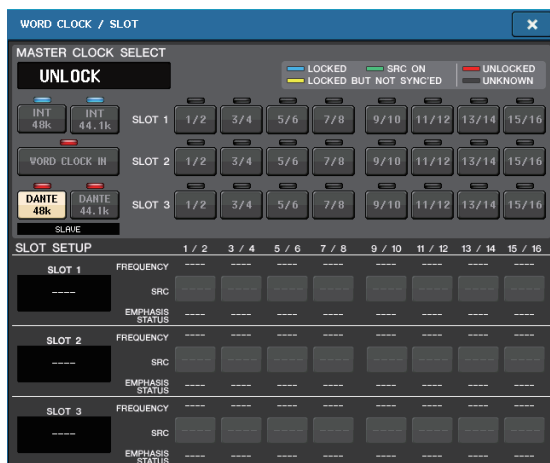 WORD CLOCK / SLOT ×
MASTER CLOCK SELECT
UNLOCK
LOCKED SRC ON UNLOCKED
LOCKED BUT NOT SYNC'ED UNKNOWN
INT 48k INT 44.1k SLOT 1 1/2 3/4 5/6 7/8 9/10 11/12 13/14 15/16
WORD CLOCK IN SLOT 2 1/2 3/4 5/6 7/8 9/10 11/12 13/14 15/16
DANTE 48k DANTE 44.1k SLOT 3 1/2 3/4 5/6 7/8 9/10 11/12 13/14 15/16
SLAVE
SLOT SETUP 1 / 2 3 / 4 5 / 6 7 / 8 9 / 10 11 / 12 13 / 14 15 / 16
SLOT 1 FREQUENCY ---- ---- ---- ---- ---- ---- ---- ----
---- SRC ---- ---- ---- ---- ---- ---- ---- ----
EMPHASIS STATUS ---- ---- ---- ---- ---- ---- ---- ----
SLOT 2 FREQUENCY ---- ---- ---- ---- ---- ---- ---- ----
---- SRC ---- ---- ---- ---- ---- ---- ---- ----
EMPHASIS STATUS ---- ---- ---- ---- ---- ---- ---- ----
SLOT 3 FREQUENCY ---- ---- ---- ---- ---- ---- ---- ----
---- SRC ---- ---- ---- ---- ---- ---- ---- ----
EMPHASIS STATUS ---- ---- ---- ---- ---- ---- ---- ----